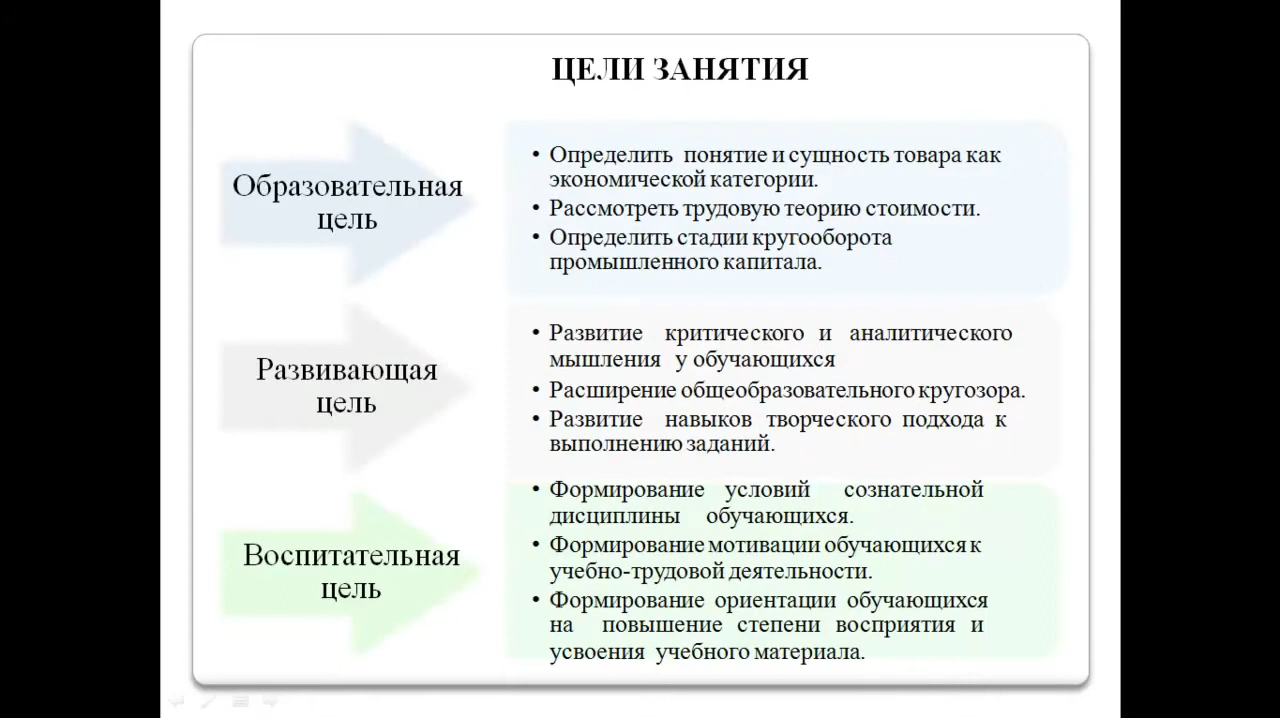 ЦЕЛИ ЗАНЯТИЯ
Образовательная
цель
• Определить понятие и сущность товара как
экономической категории.
• Рассмотреть трудовую теорию стоимости.
• Определить стадии кругооборота
промышленного капитала.
Развивающая
цель
• Развитие критического и аналитического
мышления у обучающихся
• Расширение общеобразовательного кругозора.
• Развитие навыков творческого подхода к
выполнению заданий.
Воспитательная
цель
• Формирование условий сознательной
дисциплины обучающихся.
• Формирование мотивации обучающихся к
учебно-трудовой деятельности.
• Формирование ориентации обучающихся
на повышение степени восприятия и
усвоения учебного материала.